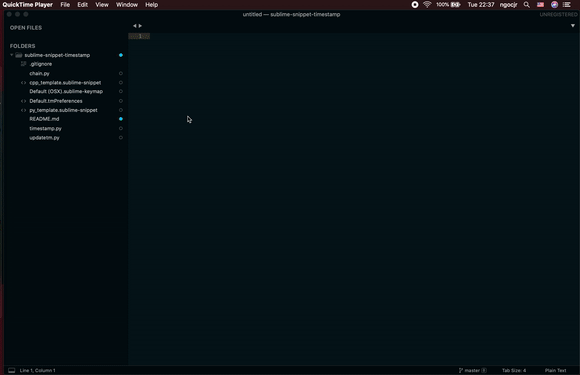 QuickTime Player File Edit View Window Help 100% Tue 22:37 ngocjr
untitled — sublime-snippet-timestamp UNREGISTERED
OPEN FILES
1
FOLDERS
sublime-snippet-timestamp
.gitignore
chain.py
cpp_template.sublime-snippet
Default (OSX).sublime-keymap
Default.tmPreferences
py_template.sublime-snippet
README.md
timestamp.py
updatetm.py
Line 1, Column 1 master Tab Size: 4 Plain Text